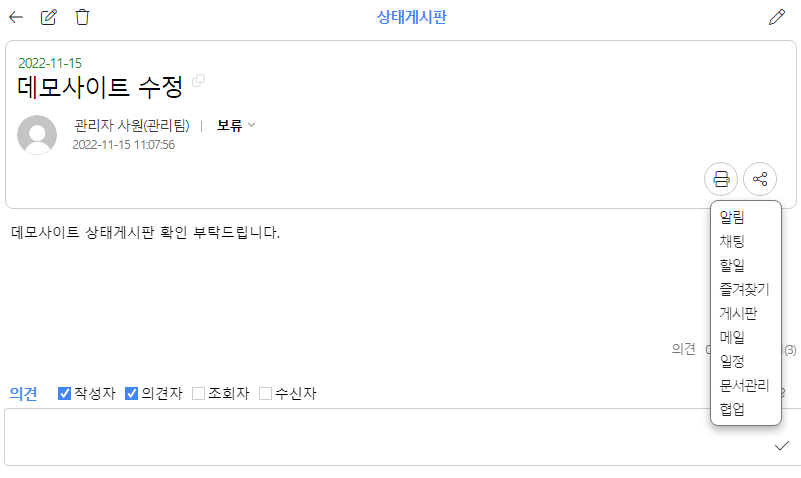 상태게시판
2022-11-15
데모사이트 수정
관리자 사원(관리팀) | 보류
2022-11-15 11:07:56
알림
채팅
할일
즐겨찾기
게시판
메일
일정
문서관리
협업
데모사이트 상태게시판 확인 부탁드립니다.
의견
(3)
의견 작성자 의견자 조회자 수신자